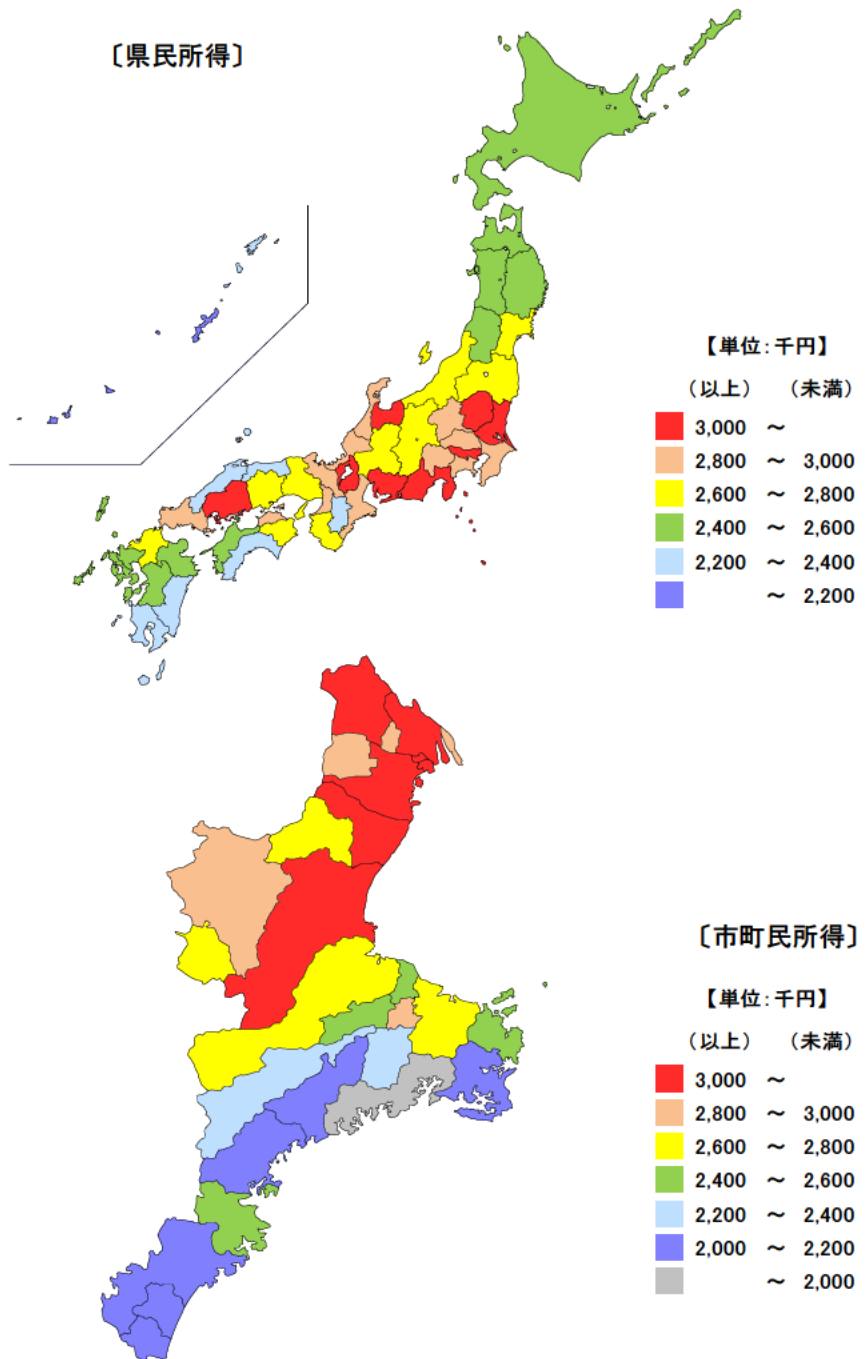 〔県民所得〕
【単位：千円】
（以上） （未満）
3,000 ～
2,800 ～ 3,000
2,600 ～ 2,800
2,400 ～ 2,600
2,200 ～ 2,400
～ 2,200
〔市町民所得〕
【単位：千円】
（以上） （未満）
3,000 ～
2,800 ～ 3,000
2,600 ～ 2,800
2,400 ～ 2,600
2,200 ～ 2,400
2,000 ～ 2,200
～ 2,000